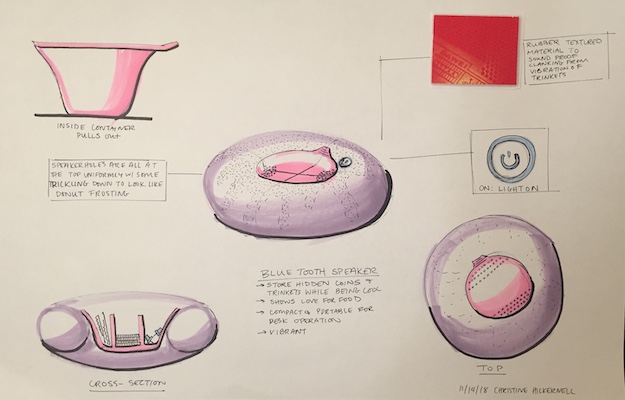 RUBBER TEXTURED
MATERIAL TO
SOUND PROOF
CLANKING FROM
VIBRATION OF
TRINKETS
INSIDE CONTAINER
PULLS OUT
SPEAKER HOLES ARE ALL AT
THE TOP UNIFORMLY W/ SOME
TRICKLING DOWN TO LOOK LIKE
DONUT FROSTING
ON: LIGHT ON
BLUE TOOTH SPEAKER
→ STORE HIDDEN COINS &
TRINKETS WHILE BEING COOL
→ SHOWS LOVE FOR FOOD
→ COMPACT & PORTABLE FOR
DESK OPERATION
→ VIBRANT
CROSS-SECTION
TOP
11/14/18 CHRISTINE